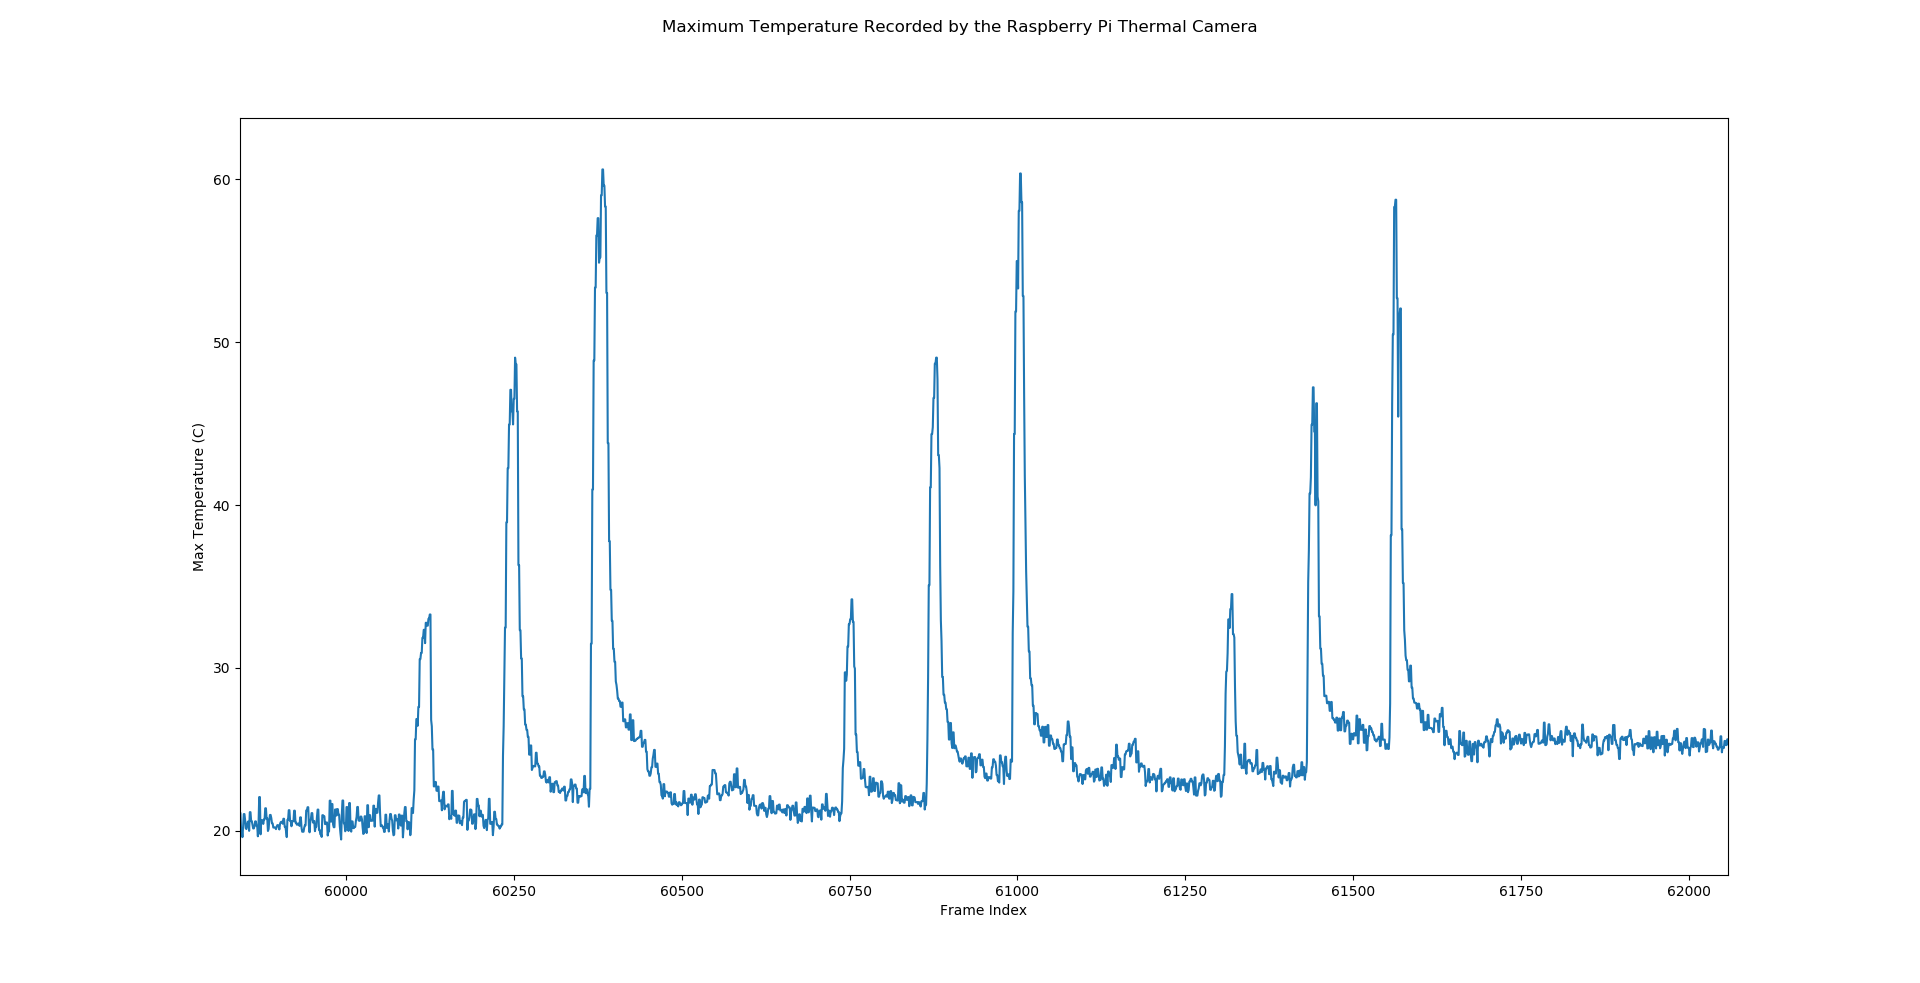 Maximum Temperature Recorded by the Raspberry Pi Thermal Camera
60
50
40
30
20
Max Temperature (C)
60000 60250 60500 60750 61000 61250 61500 61750 62000
Frame Index